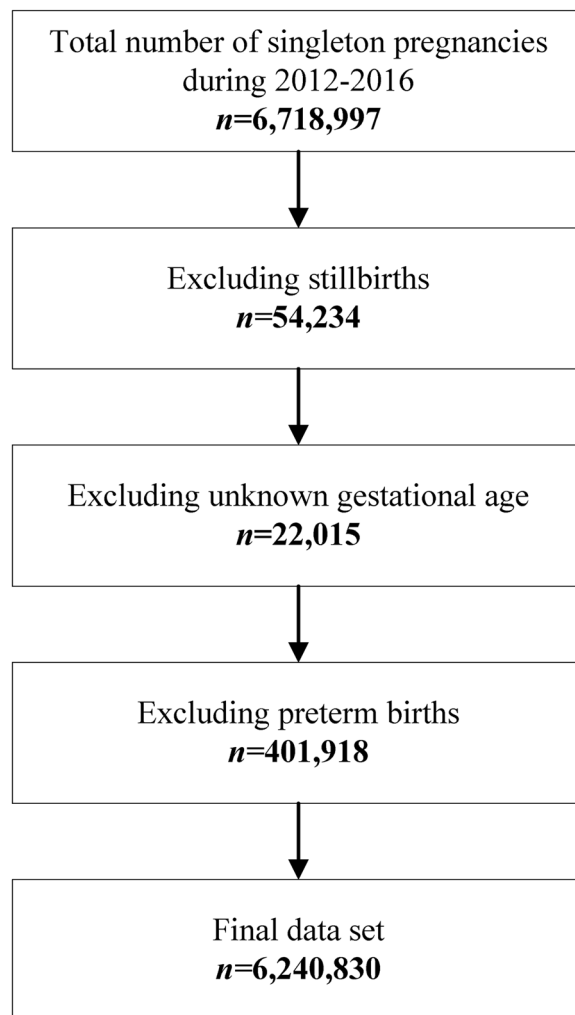 Total number of singleton pregnancies
during 2012-2016
n=6,718,997
Excluding stillbirths
n=54,234
Excluding unknown gestational age
n=22,015
Excluding preterm births
n=401,918
Final data set
n=6,240,830